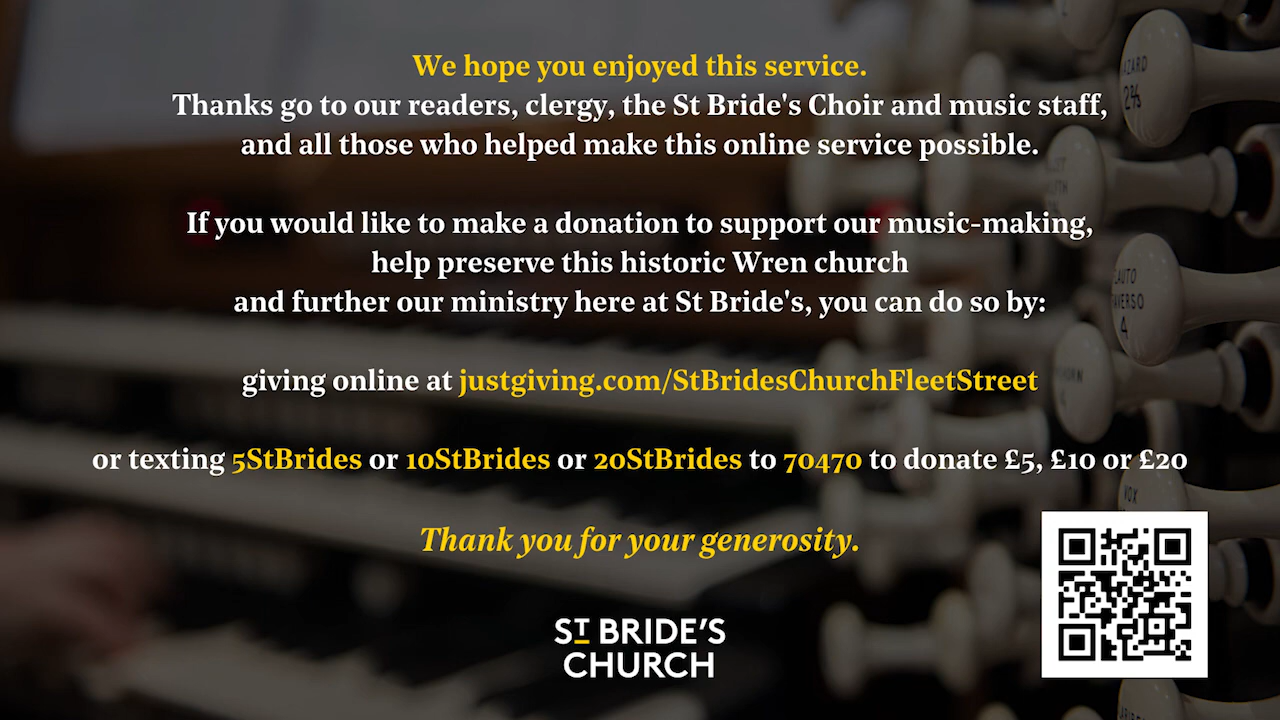 We hope you enjoyed this service.
Thanks go to our readers, clergy, the St Bride's Choir and music staff,
and all those who helped make this online service possible.
If you would like to make a donation to support our music-making,
help preserve this historic Wren church
and further our ministry here at St Bride's, you can do so by:
giving online at justgiving.com/StBridesChurchFleetStreet
or texting 5StBrides or 10StBrides or 20StBrides to 70470 to donate £5, £10 or £20
Thank you for your generosity.
ST BRIDE'S
CHURCH
VOX